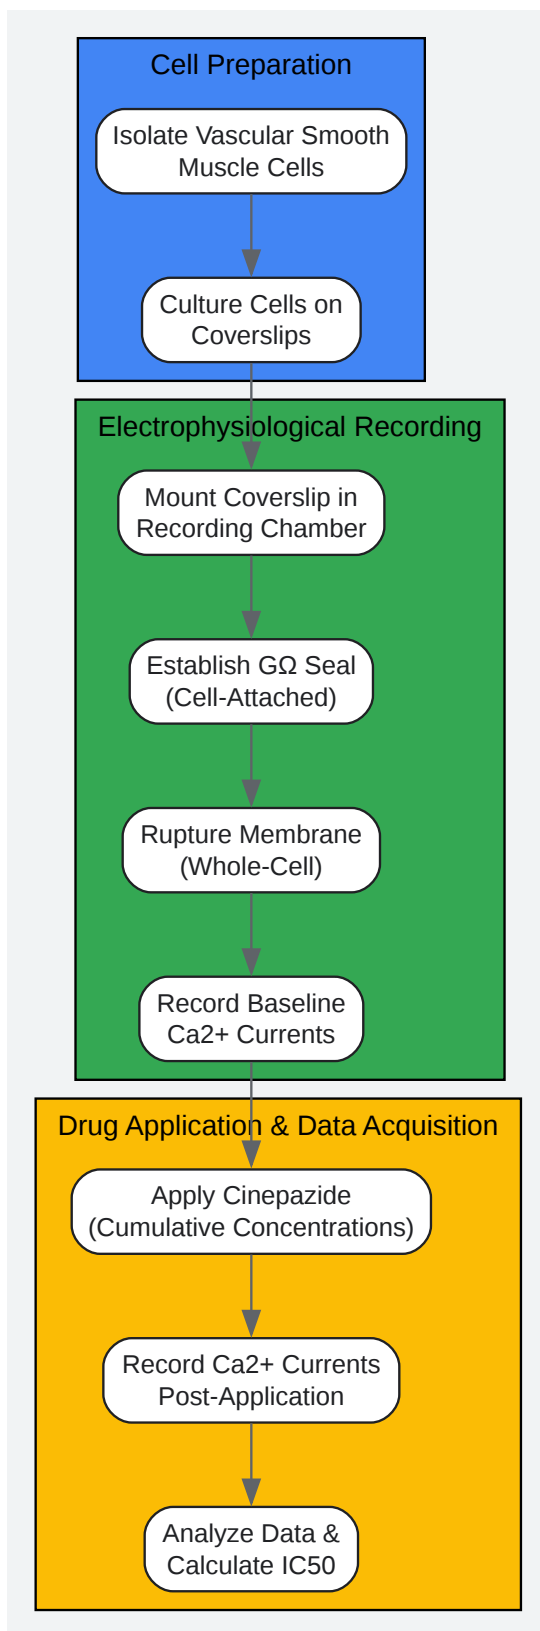 Cell Preparation
Isolate Vascular Smooth
Muscle Cells
Culture Cells on
Coverslips
Electrophysiological Recording
Mount Coverslip in
Recording Chamber
Establish GΩ Seal
(Cell-Attached)
Rupture Membrane
(Whole-Cell)
Record Baseline
Ca2+ Currents
Drug Application & Data Acquisition
Apply Cinepazide
(Cumulative Concentrations)
Record Ca2+ Currents
Post-Application
Analyze Data &
Calculate IC50